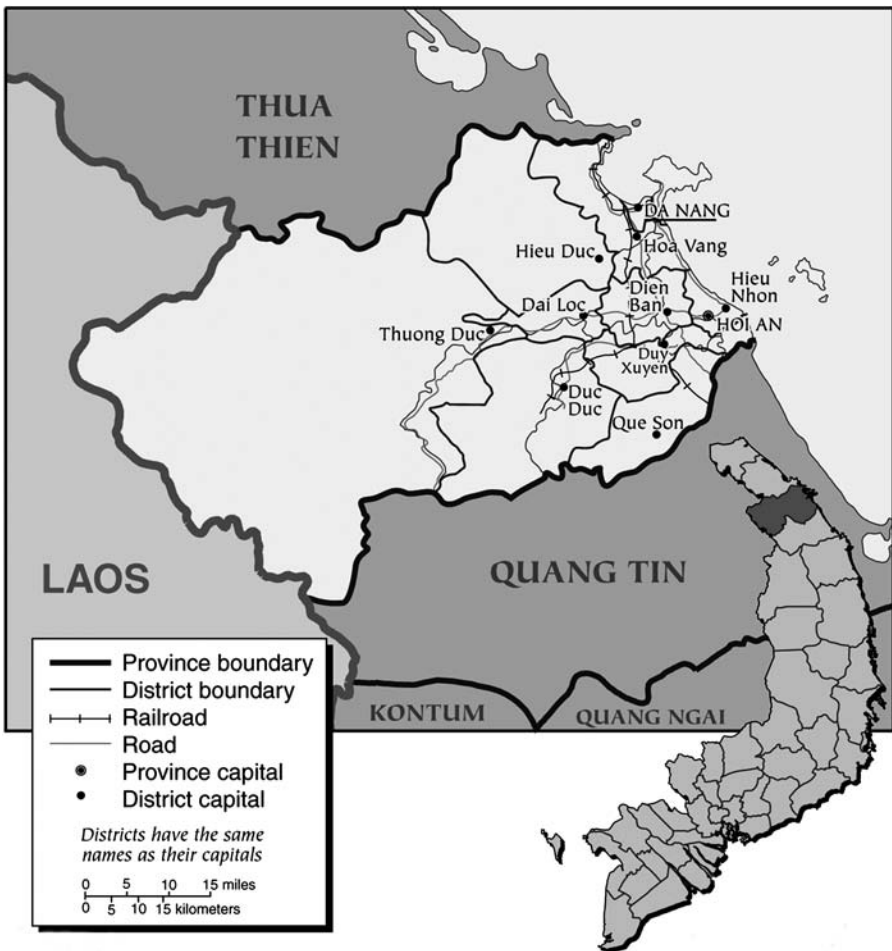 THUA
THIEN
DA NANG
Hoa Vang
Hieu Duc
Hieu
Nhon
Dien
Ban
Dai Loc
HOI AN
Thuong Duc
Duy
Xuyen
Duc
Duc
Que Son
LAOS
QUANG TIN
KONTUM
QUANG NGAI
Province boundary
District boundary
Railroad
Road
Province capital
District capital
Districts have the same
names as their capitals
0 5 10 15 miles
0 5 10 15 kilometers